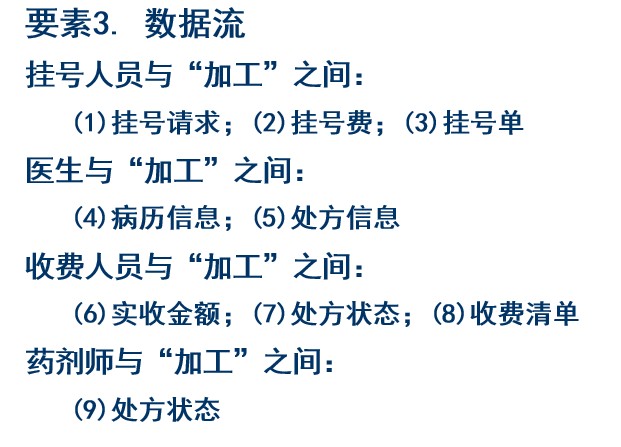 要素3. 数据流
挂号人员与“加工”之间：
(1)挂号请求；(2)挂号费；(3)挂号单
医生与“加工”之间：
(4)病历信息；(5)处方信息
收费人员与“加工”之间：
(6)实收金额；(7)处方状态；(8)收费清单
药剂师与“加工”之间：
(9)处方状态